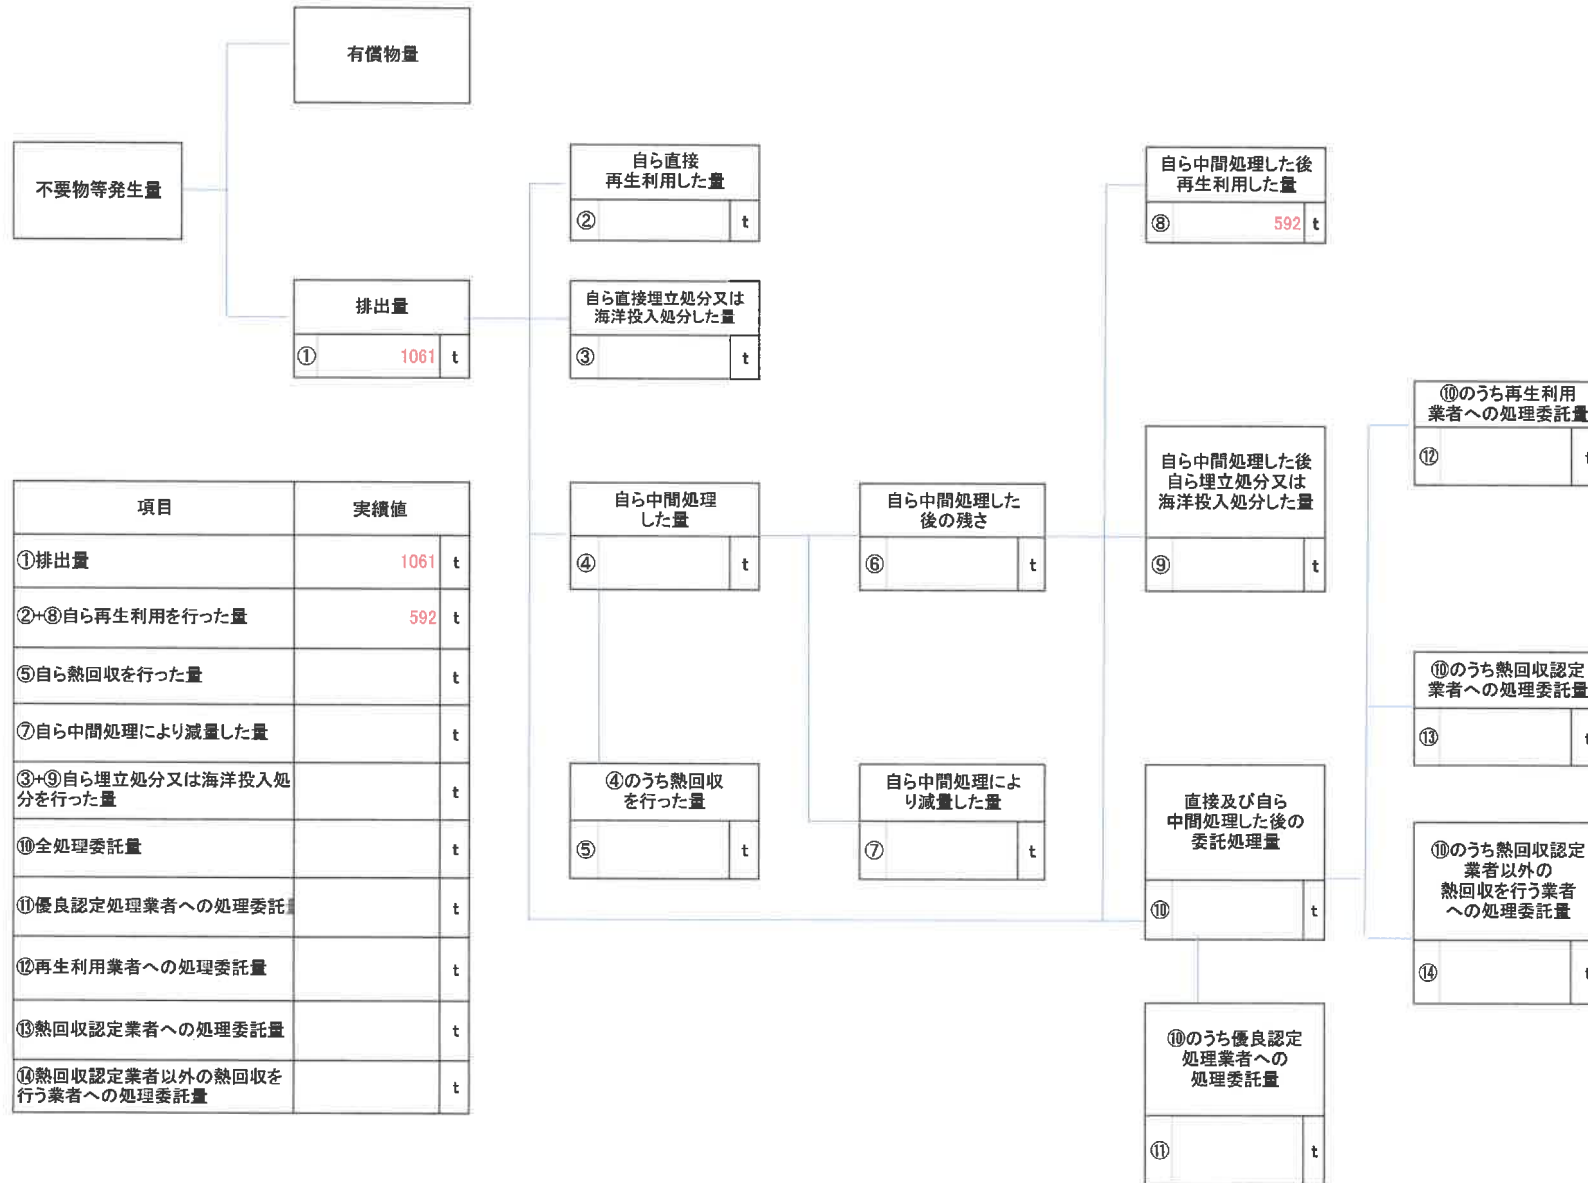 有償物量
不要物等発生量
排出量
① 1061 t
自ら直接
再生利用した量
② t
自ら直接埋立処分又は
海洋投入処分した量
③ t
自ら中間処理した後
再生利用した量
⑧ 592 t
項目 実績値
①排出量 1061 t
②+⑧自ら再生利用を行った量 592 t
⑤自ら熱回収を行った量 t
⑦自ら中間処理により減量した量 t
③+⑨自ら埋立処分又は海洋投入処
分を行った量 t
⑩全処理委託量 t
⑪優良認定処理業者への処理委託 t
⑫再生利用業者への処理委託量 t
⑬熱回収認定業者への処理委託量 t
⑭熱回収認定業者以外の熱回収を
行う業者への処理委託量 t
自ら中間処理
した量
④ t
④のうち熱回収
を行った量
⑤ t
自ら中間処理した
後の残さ
⑥ t
自ら中間処理によ
り減量した量
⑦ t
自ら中間処理した後
自ら埋立処分又は
海洋投入処分した量
⑨ t
直接及び自ら
中間処理した後の
委託処理量
⑩ t
⑩のうち優良認定
処理業者への
処理委託量
⑪ t
⑩のうち再生利用
業者への処理委託量
⑫
⑩のうち熱回収認定
業者への処理委託量
⑬
⑩のうち熱回収認定
業者以外の
熱回収を行う業者
への処理委託量
⑭